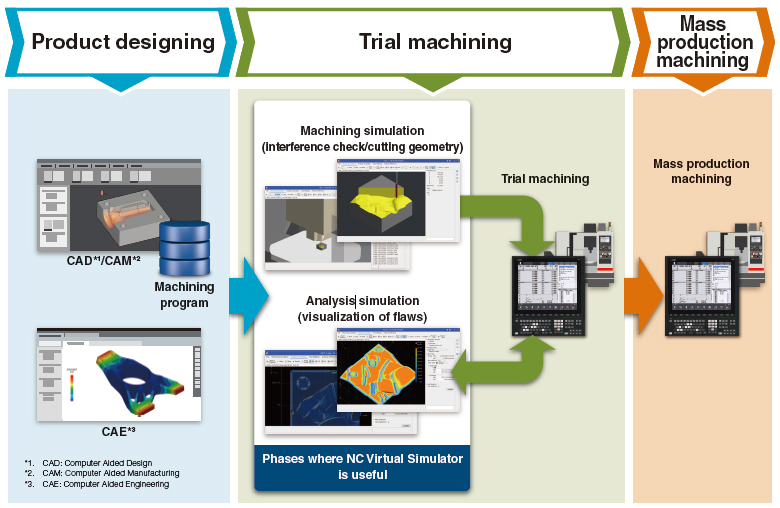 Product designing
Trial machining
Mass
production
machining
Machining simulation
(Interference check/cutting geometry)
Trial machining
Mass production
machining
CAD*1/CAM*2
Machining
program
Analysis simulation
(visualization of flaws)
CAE*3
Phases where NC Virtual Simulator
is useful
*1. CAD: Computer Aided Design
*2. CAM: Computer Aided Manufacturing
*3. CAE: Computer Aided Engineering